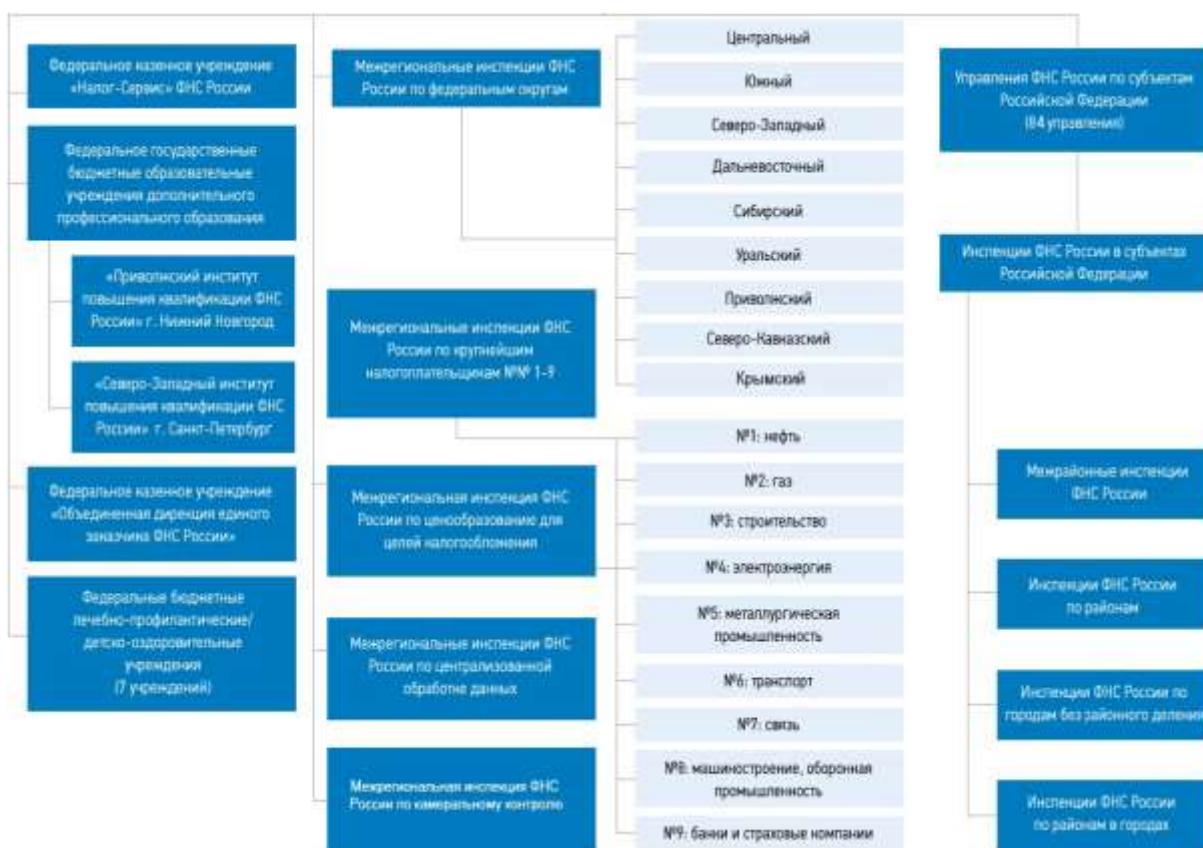 Федеральное казенное учреждение
«Налог-Сервис» ФНС России
Федеральное государственные
бюджетные образовательные
учреждения дополнительного
профессионального образования
«Приволжский институт
повышения квалификации ФНС
России» г. Нижний Новгород
«Северо-Западный институт
повышения квалификации ФНС
России» г. Санкт-Петербург
Федеральное казенное учреждение
«Объединенная дирекция единого
заказчика ФНС России»
Федеральные бюджетные
лечебно-профилактические/
детско-оздоровительные
учреждения
(7 учреждений)
Межрегиональные инспекции ФНС
России по федеральным округам
Центральный
Южный
Северо-Западный
Дальневосточный
Сибирский
Уральский
Приволжский
Северо-Кавказский
Крымский
Межрегиональные инспекции ФНС
России по крупнейшим
налогоплательщикам №№ 1-9
№1: нефть
№2: газ
№3: строительство
№4: электроэнергия
№5: металлургическая
промышленность
№6: транспорт
№7: связь
№8: машиностроение, оборонная
промышленность
№9: банки и страховые компании
Межрегиональная инспекция ФНС
России по ценообразованию для
целей налогообложения
Межрегиональные инспекции ФНС
России по централизованной
обработке данных
Межрегиональная инспекция ФНС
России по камеральному контролю
Управления ФНС России по субъектам
Российской Федерации
(84 управления)
Инспекции ФНС России в субъектах
Российской Федерации
Межрайонные инспекции
ФНС России
Инспекции ФНС России
по районам
Инспекции ФНС России по
городам без районного деления
Инспекции ФНС России
по районам в городах